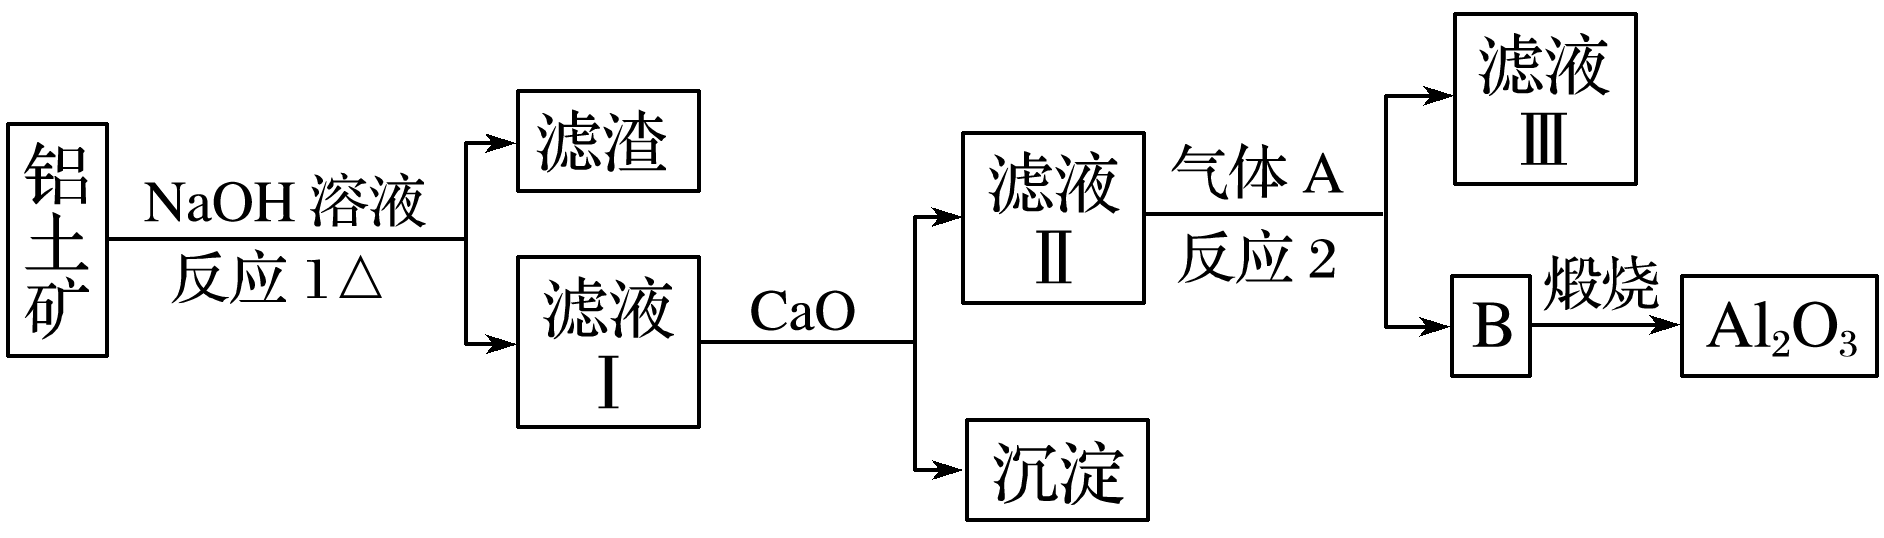 铝土矿
NaOH 溶液
反应 1△
滤渣
滤液
Ⅰ
CaO
滤液
Ⅱ
沉淀
气体 A
反应 2
滤液
Ⅲ
B
煅烧
Al₂O₃